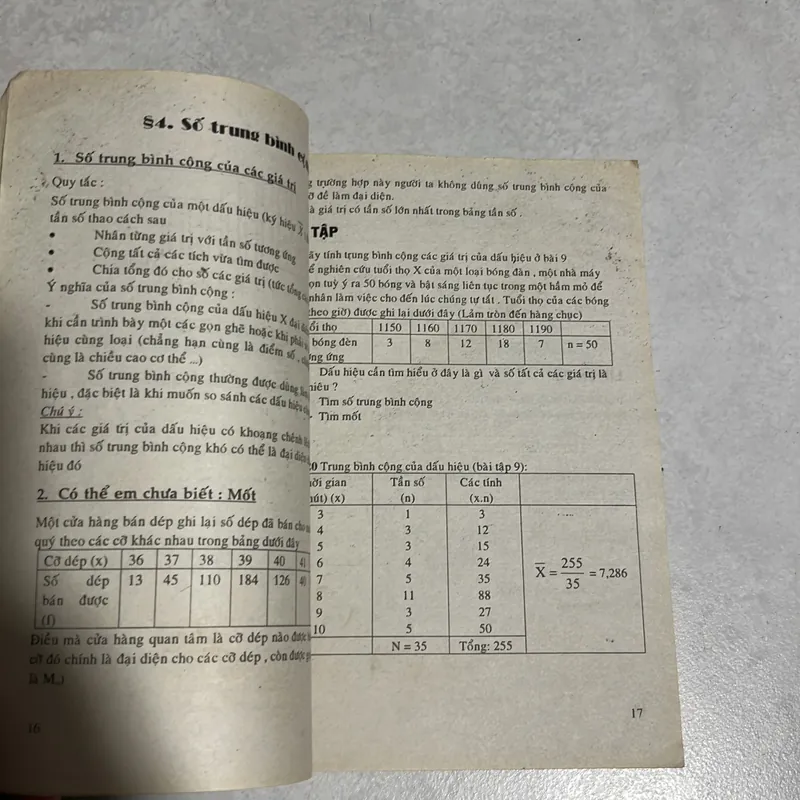 §4. Số trung bình
1. Số trung bình cộng của các giá trị
Quy tắc :
Số trung bình cộng của một dấu hiệu (ký hiệu X
tần số thao cách sau
• Nhân từng giá trị với tần số tương ứng
• Cộng tất cả các tích vừa tìm được
• Chia tổng đó cho số các giá trị (tức tổng
Ý nghĩa của số trung bình cộng :
- Số trung bình cộng của dấu hiệu X đại
khi cần trình bày một các gọn ghẽ hoặc khi phải
hiệu cùng loại (chẳng hạn cùng là điểm số
cùng là chiều cao cơ thể ...)
- Số trung bình cộng thường được dùng
hiệu , đặc biệt là khi muốn so sánh các dấu hiệu
Chú ý :
Khi các giá trị của dấu hiệu có khoảng chênh
nhau thì số trung bình cộng khó có thể là đại diện
hiệu đó
2. Có thể em chưa biết : Mốt
Một cửa hàng bán dép ghi lại số dép đã bán cho
quý theo các cỡ khác nhau trong bảng dưới đây
Cỡ dép (x) 36 37 38 39 40 41
Số dép 13 45 110 184 126 40
bán được
(f)
Điều mà cửa hàng quan tâm là cỡ dép nào được
cỡ đó chính là đại diện cho các cỡ dép , còn được
là M₀)
16
trường hợp này người ta không dùng số trung bình cộng của
để làm đại diện.
là giá trị có tần số lớn nhất trong bảng tần số .
TẬP
tính trung bình cộng các giá trị của dấu hiệu ở bài 9
nghiên cứu tuổi thọ X của một loại bóng đàn , một nhà máy
tuỳ ý ra 50 bóng và bật sáng liên tục trong một hầm mỏ để
nhân làm việc cho đến lúc chúng tự tất . Tuổi thọ của các bóng
theo giờ) được ghi lại dưới đây (Lầm tròn đến hàng chục)
thọ 1150 1160 1170 1180 1190
bóng đèn 3 8 12 18 7 n = 50
ứng
Dấu hiệu cần tìm hiểu ở đây là gì và số tất cả các giá trị là
?
Tìm số trung bình cộng
- Tìm mốt
Trung bình cộng của dấu hiệu (bài tập 9):
gian Tần số Các tính
(x) (n) (x.n)
3 1 3
4 3 12
5 3 15
6 4 24
7 5 35
8 11 88
9 3 27
10 5 50
X̄ = 255/35 = 7,286
N = 35 Tổng: 255
17